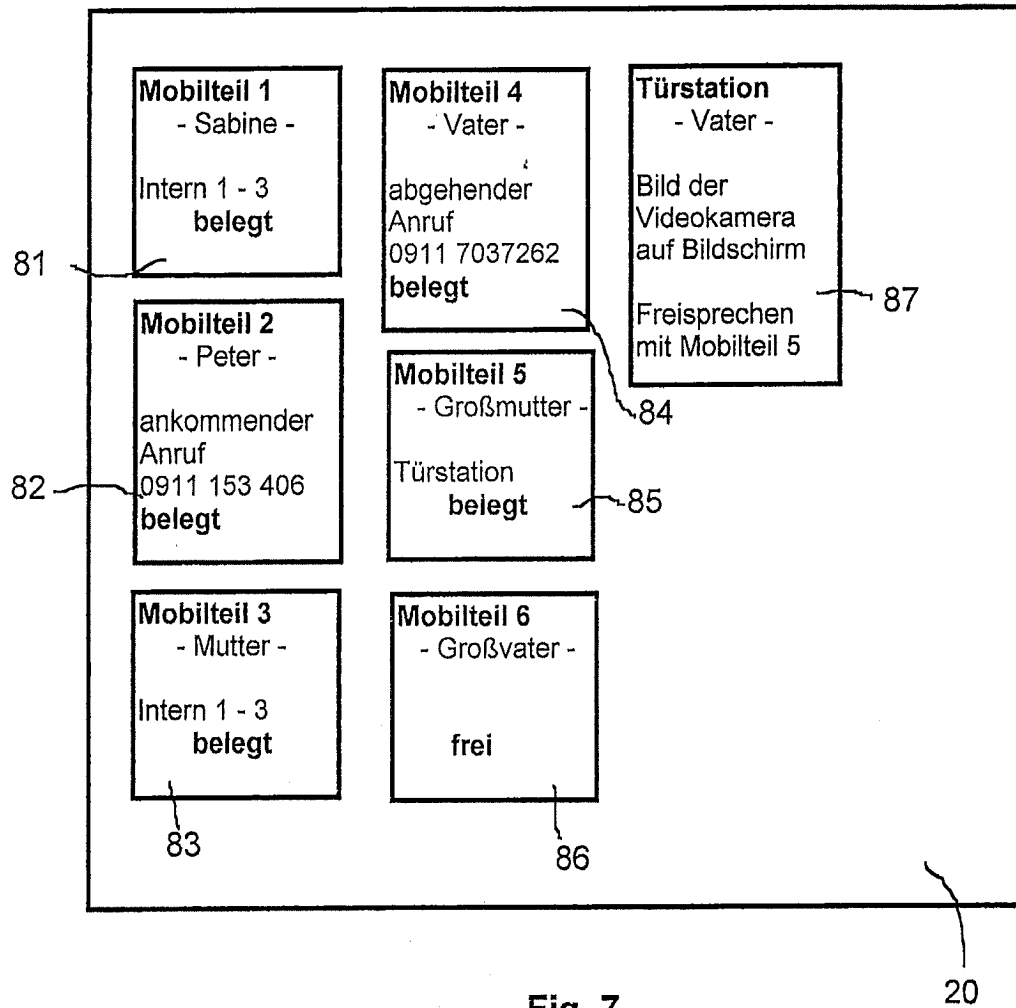 Mobilteil 1
- Sabine -
Intern 1 - 3
belegt
81
Mobilteil 2
- Peter -
ankommender
Anruf
0911 153 406
belegt
82
Mobilteil 3
- Mutter -
Intern 1 - 3
belegt
83
Mobilteil 4
- Vater -
abgehender
Anruf
0911 7037262
belegt
84
Mobilteil 5
- Großmutter -
Türstation
belegt
85
Mobilteil 6
- Großvater -
frei
86
Türstation
- Vater -
Bild der
Videokamera
auf Bildschirm
Freisprechen
mit Mobilteil 5
87
20
Fig. 7